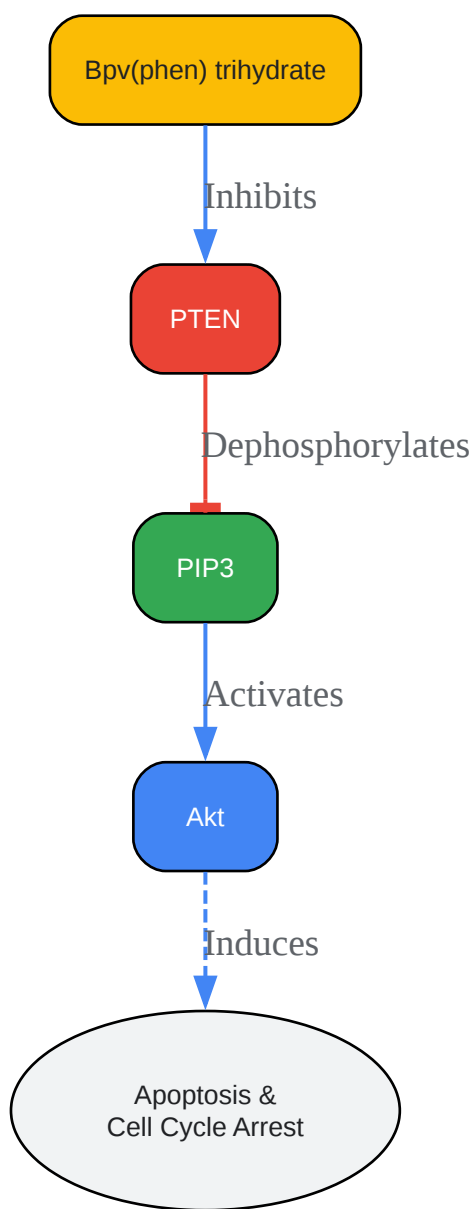 Bpv(phen) trihydrate
Inhibits
PTEN
Dephosphorylates
PIP3
Activates
Akt
Induces
Apoptosis &
Cell Cycle Arrest